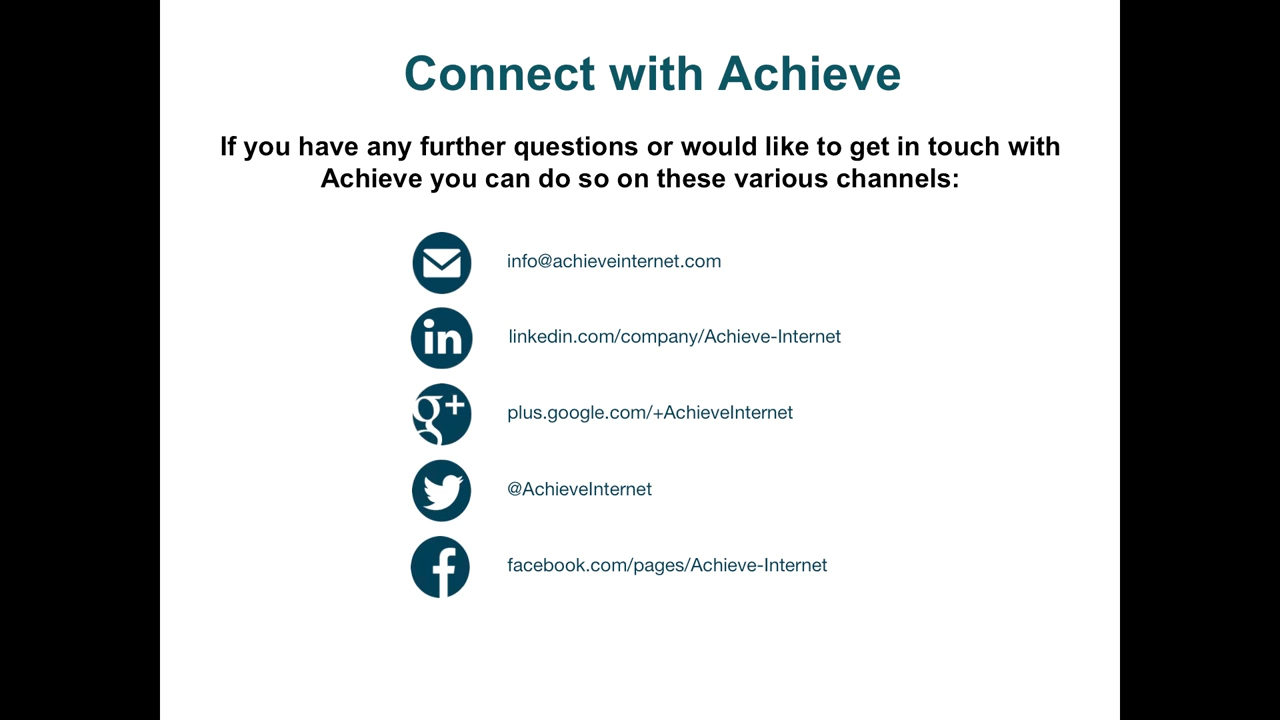 Connect with Achieve
If you have any further questions or would like to get in touch with
Achieve you can do so on these various channels:
info@achieveinternet.com
in
linkedin.com/company/Achieve-Internet
g+
plus.google.com/+AchieveInternet
@AchieveInternet
f
facebook.com/pages/Achieve-Internet